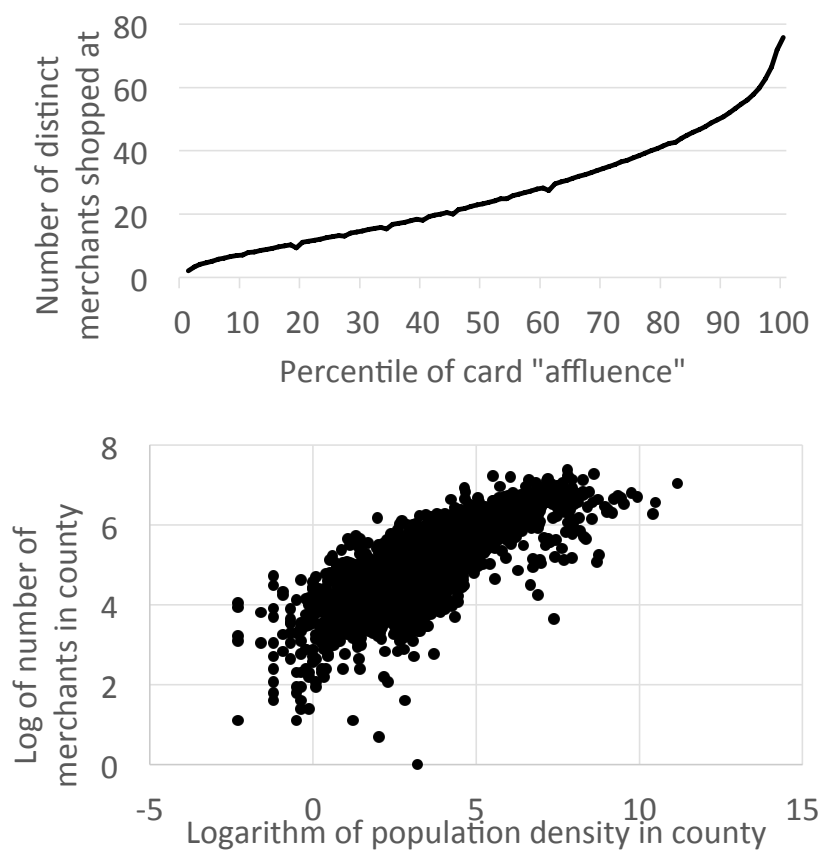 Number of distinct
merchants shopped at
80
60
40
20
0
0 10 20 30 40 50 60 70 80 90 100
Percentile of card "affluence"
Log of number of
merchants in county
8
6
4
2
0
-5 0 5 10 15
Logarithm of population density in county